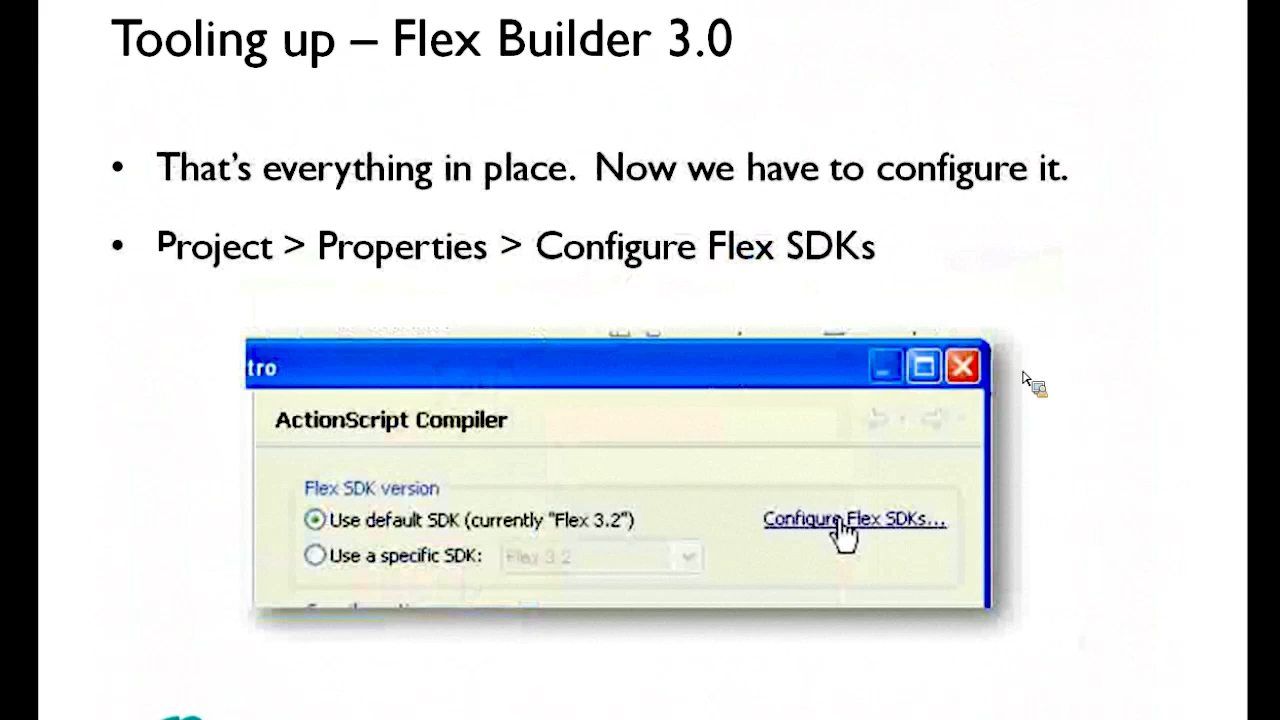 Tooling up – Flex Builder 3.0
• That’s everything in place. Now we have to configure it.
• Project > Properties > Configure Flex SDKs
tro
ActionScript Compiler
Flex SDK version
Use default SDK (currently "Flex 3.2") Configure Flex SDKs...
Use a specific SDK: Flex 3.2